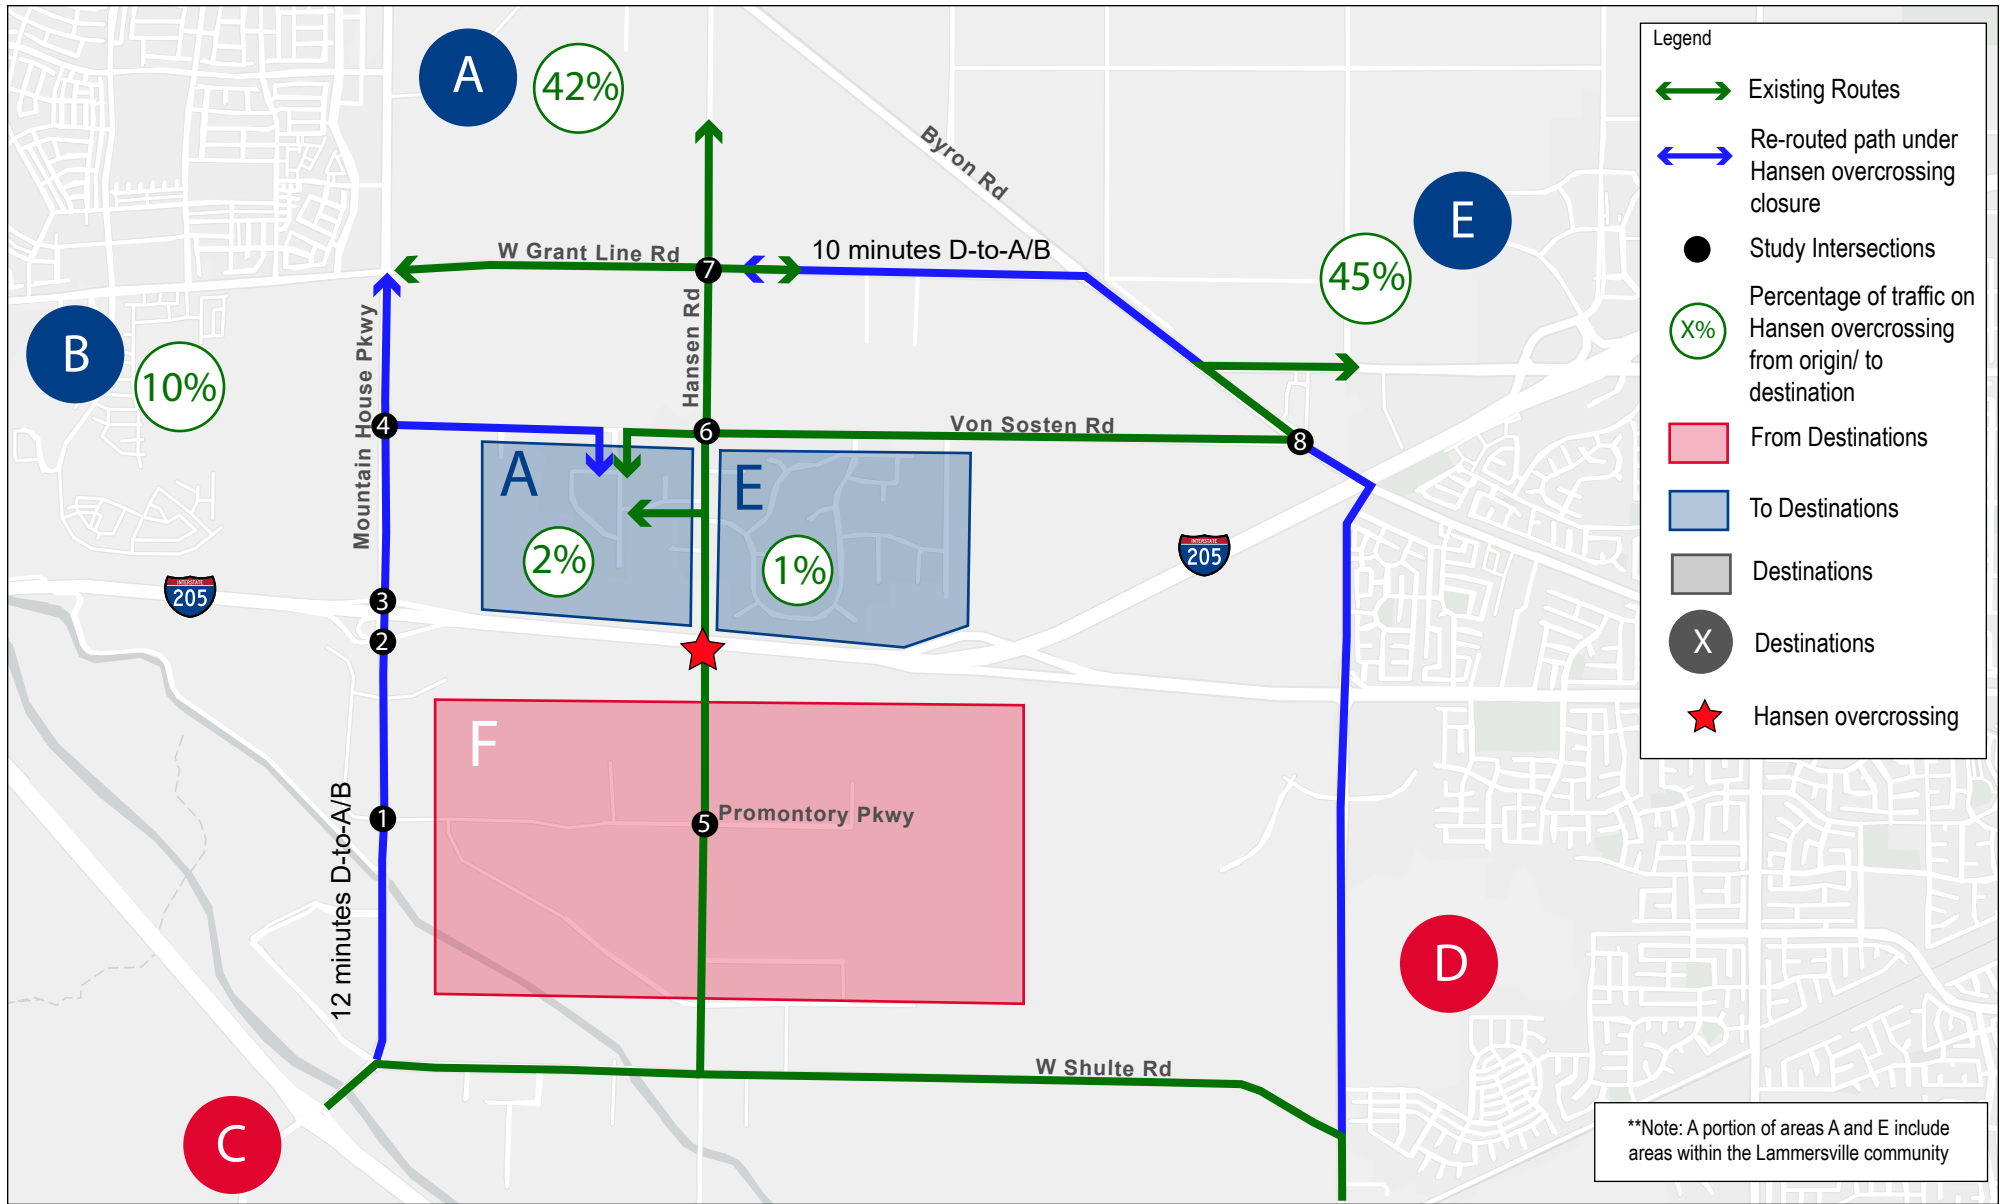 A
42%
Byron Rd
E
45%
W Grant Line Rd
10 minutes D-to-A/B
7
B
10%
Mountain House Pkwy
Hansen Rd
4
6
Von Sosten Rd
8
A
2%
E
1%
INTERSTATE
205
INTERSTATE
205
3
2
F
1
5
Promontory Pkwy
12 minutes D-to-A/B
D
W Shulte Rd
C
Legend
Existing Routes
Re-routed path under
Hansen overcrossing
closure
Study Intersections
X%
Percentage of traffic on
Hansen overcrossing
from origin/ to
destination
From Destinations
To Destinations
Destinations
X
Destinations
Hansen overcrossing
**Note: A portion of areas A and E include
areas within the Lammersville community